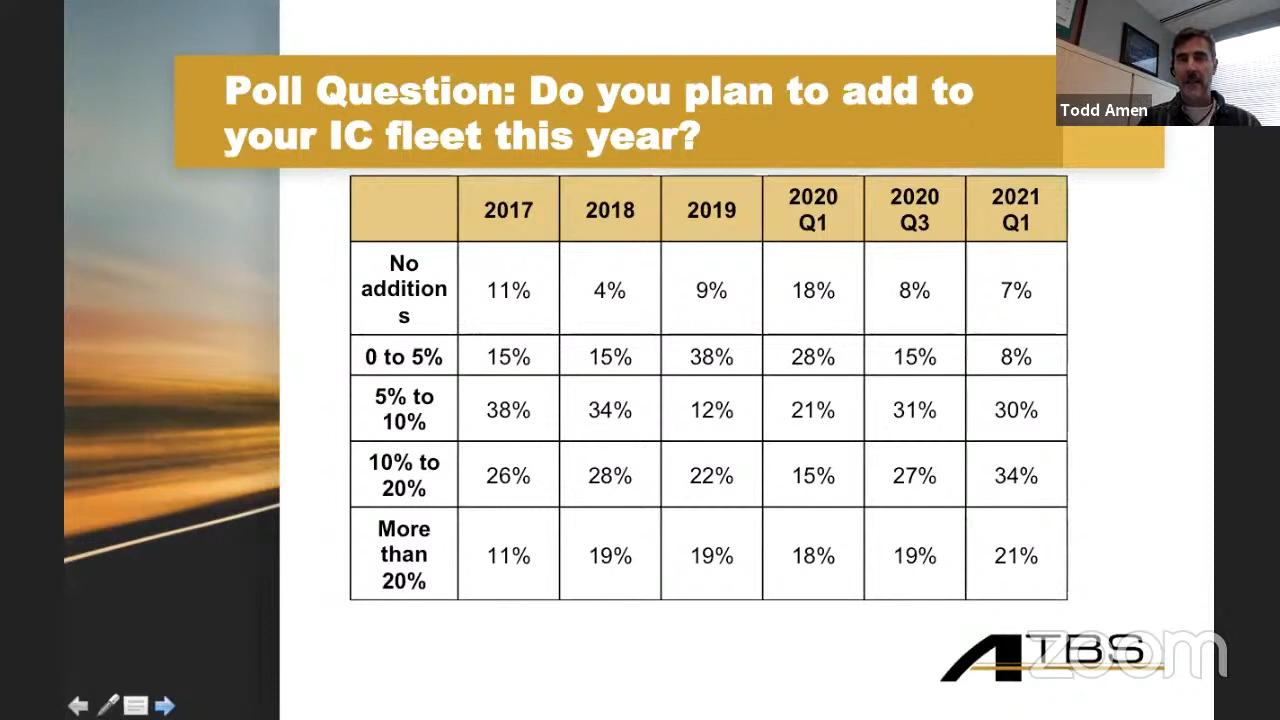 Poll Question: Do you plan to add to
your IC fleet this year?
Todd Amen
2017 2018 2019 2020 Q1 2020 Q3 2021 Q1
No additions 11% 4% 9% 18% 8% 7%
0 to 5% 15% 15% 38% 28% 15% 8%
5% to 10% 38% 34% 12% 21% 31% 30%
10% to 20% 26% 28% 22% 15% 27% 34%
More than 20% 11% 19% 19% 18% 19% 21%
ATBS
zoom